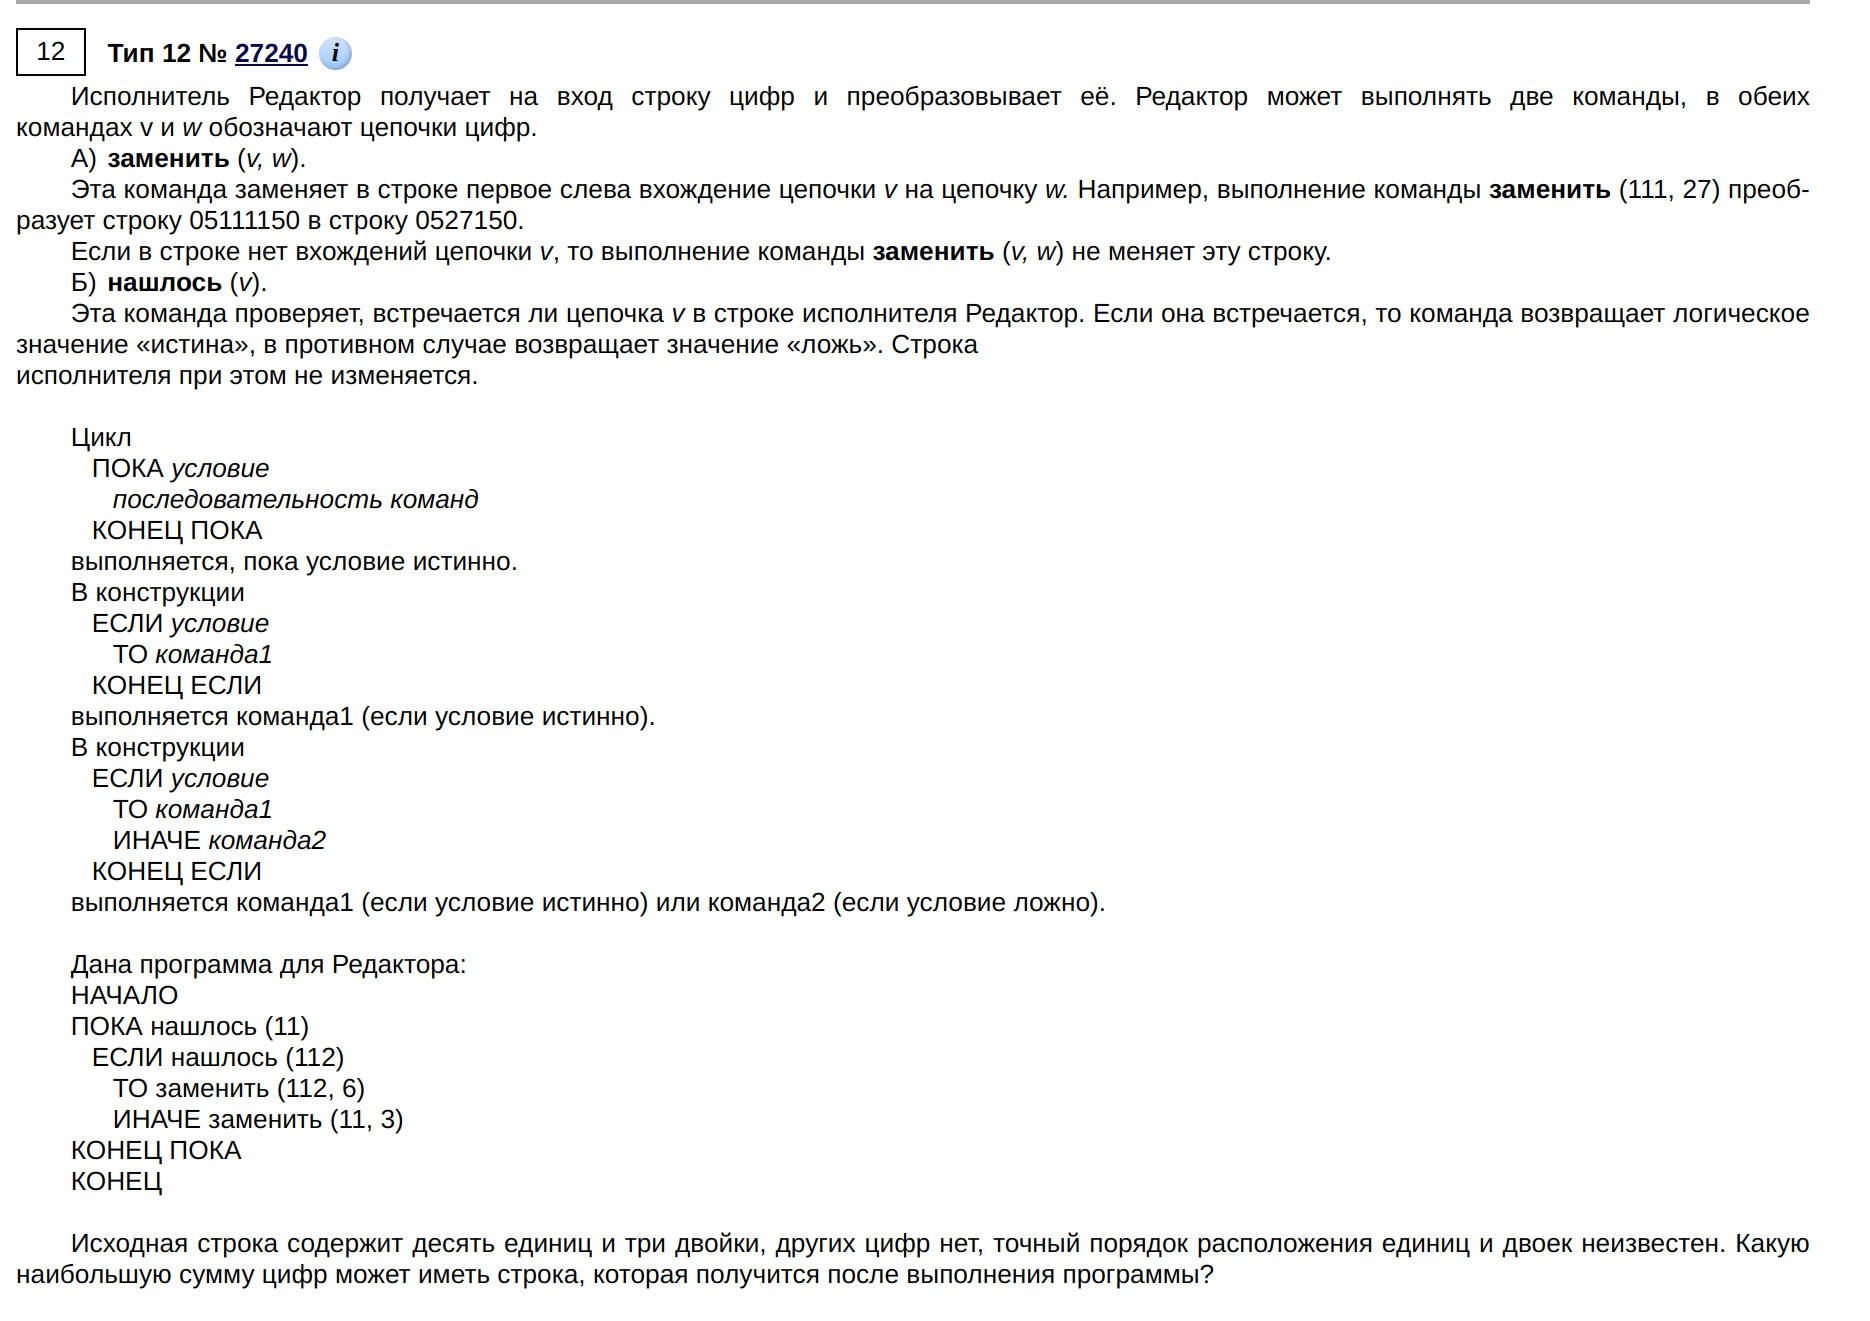 12 Тип 12 № 27240 i
Исполнитель Редактор получает на вход строку цифр и преобразовывает её. Редактор может выполнять две команды, в обеих
командах v и w обозначают цепочки цифр.
А) заменить (v, w).
Эта команда заменяет в строке первое слева вхождение цепочки v на цепочку w. Например, выполнение команды заменить (111, 27) преоб-
разует строку 05111150 в строку 0527150.
Если в строке нет вхождений цепочки v, то выполнение команды заменить (v, w) не меняет эту строку.
Б) нашлось (v).
Эта команда проверяет, встречается ли цепочка v в строке исполнителя Редактор. Если она встречается, то команда возвращает логическое
значение «истина», в противном случае возвращает значение «ложь». Строка
исполнителя при этом не изменяется.
Цикл
ПОКА условие
последовательность команд
КОНЕЦ ПОКА
выполняется, пока условие истинно.
В конструкции
ЕСЛИ условие
ТО команда1
КОНЕЦ ЕСЛИ
выполняется команда1 (если условие истинно).
В конструкции
ЕСЛИ условие
ТО команда1
ИНАЧЕ команда2
КОНЕЦ ЕСЛИ
выполняется команда1 (если условие истинно) или команда2 (если условие ложно).
Дана программа для Редактора:
НАЧАЛО
ПОКА нашлось (11)
ЕСЛИ нашлось (112)
ТО заменить (112, 6)
ИНАЧЕ заменить (11, 3)
КОНЕЦ ПОКА
КОНЕЦ
Исходная строка содержит десять единиц и три двойки, других цифр нет, точный порядок расположения единиц и двоек неизвестен. Какую
наибольшую сумму цифр может иметь строка, которая получится после выполнения программы?